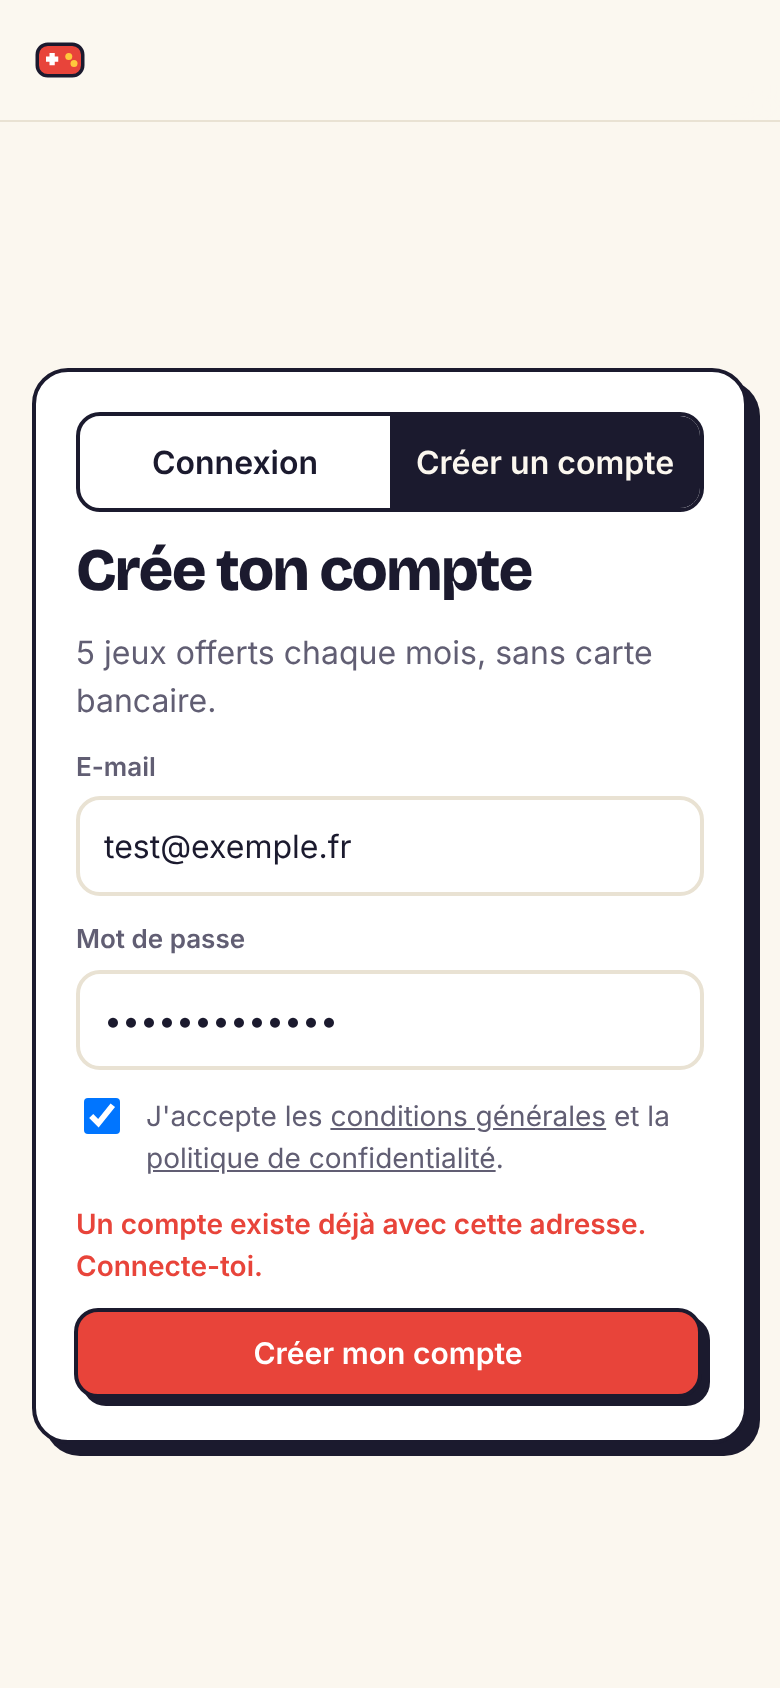 Connexion
Créer un compte
Crée ton compte
5 jeux offerts chaque mois, sans carte
bancaire.
E-mail
test@exemple.fr
Mot de passe
•••••••••••••
J'accepte les conditions générales et la
politique de confidentialité.
Un compte existe déjà avec cette adresse.
Connecte-toi.
Créer mon compte